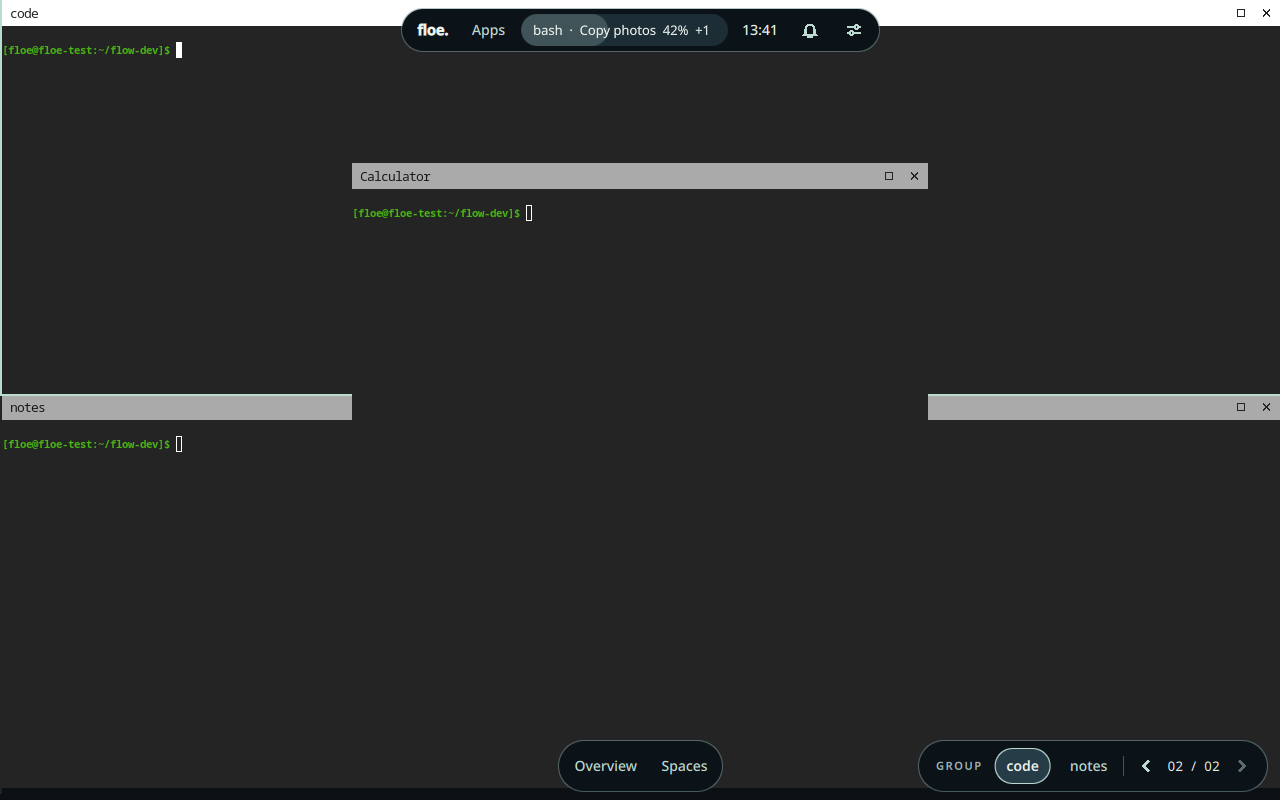 code
floe. Apps bash · Copy photos 42% +1 13:41
[floe@floe-test:~/flow-dev]$
Calculator
[floe@floe-test:~/flow-dev]$
notes
[floe@floe-test:~/flow-dev]$
Overview Spaces
GROUP code notes 02 / 02